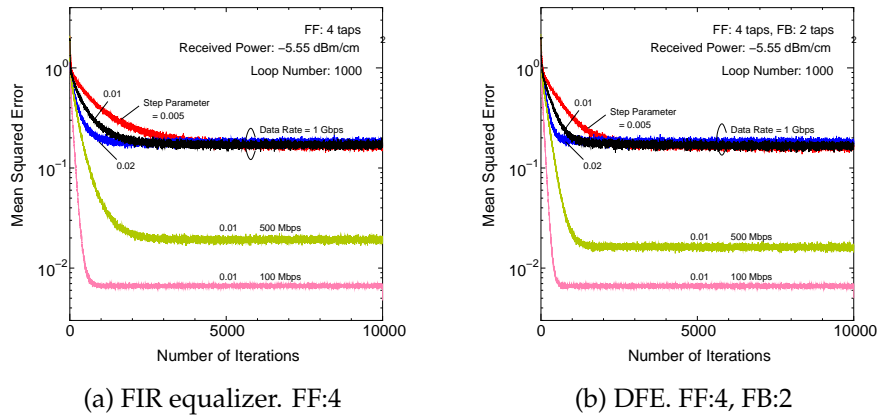 FF: 4 taps
2
Received Power: −5.55 dBm/cm
Loop Number: 1000
0.01
Step Parameter
= 0.005
Data Rate = 1 Gbps
0.02
0.01 500 Mbps
0.01 100 Mbps
10^0
10^-1
10^-2
Mean Squared Error
0 5000 10000
Number of Iterations
(a) FIR equalizer. FF:4
FF: 4 taps, FB: 2 taps
2
Received Power: −5.55 dBm/cm
Loop Number: 1000
0.01
Step Parameter
= 0.005
Data Rate = 1 Gbps
0.02
0.01 500 Mbps
0.01 100 Mbps
10^0
10^-1
10^-2
Mean Squared Error
0 5000 10000
Number of Iterations
(b) DFE. FF:4, FB:2